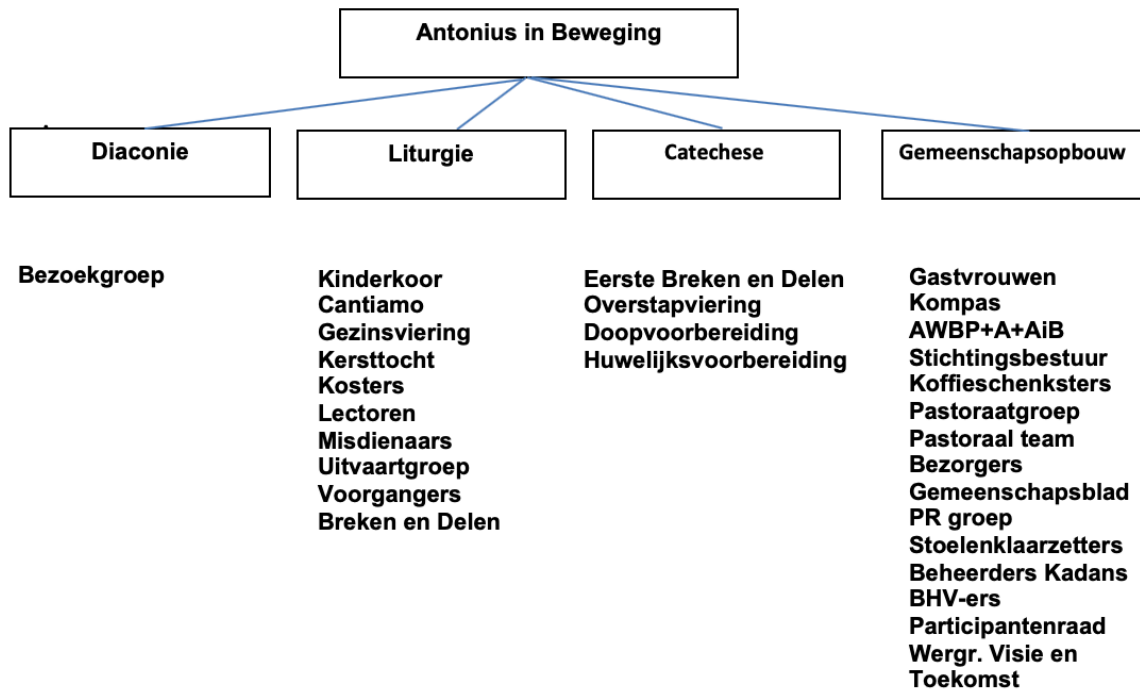 Antonius in Beweging
Diaconie
Liturgie
Catechese
Gemeenschapsopbouw
Bezoekgroep
Kinderkoor
Cantiamo
Gezinsviering
Kersttocht
Kosters
Lectoren
Misdienaars
Uitvaartgroep
Voorgangers
Breken en Delen
Eerste Breken en Delen
Overstapviering
Doopvoorbereiding
Huwelijksvoorbereiding
Gastvrouwen
Kompas
AWBP+A+AiB
Stichtingsbestuur
Koffieschenksters
Pastoraatgroep
Pastoraal team
Bezorgers
Gemeenschapsblad
PR groep
Stoelenklaarzetters
Beheerders Kadans
BHV-ers
Participantenraad
Wergr. Visie en
Toekomst